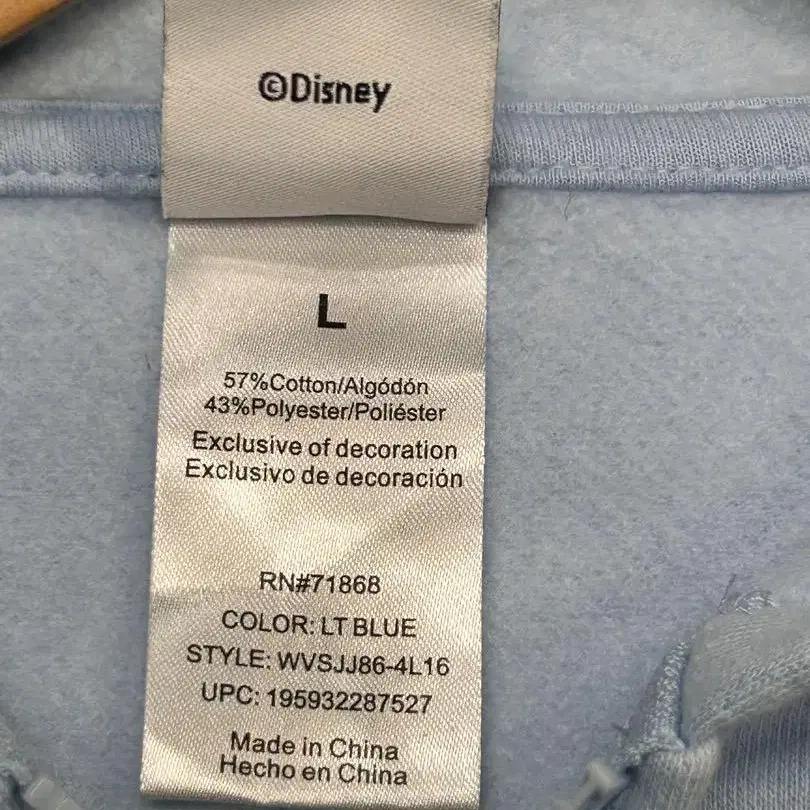 ©Disney
L
57%Cotton/Algódón
43%Polyester/Poliéster
Exclusive of decoration
Exclusivo de decoración
RN#71868
COLOR: LT BLUE
STYLE: WVSJJ86-4L16
UPC: 195932287527
Made in China
Hecho en China